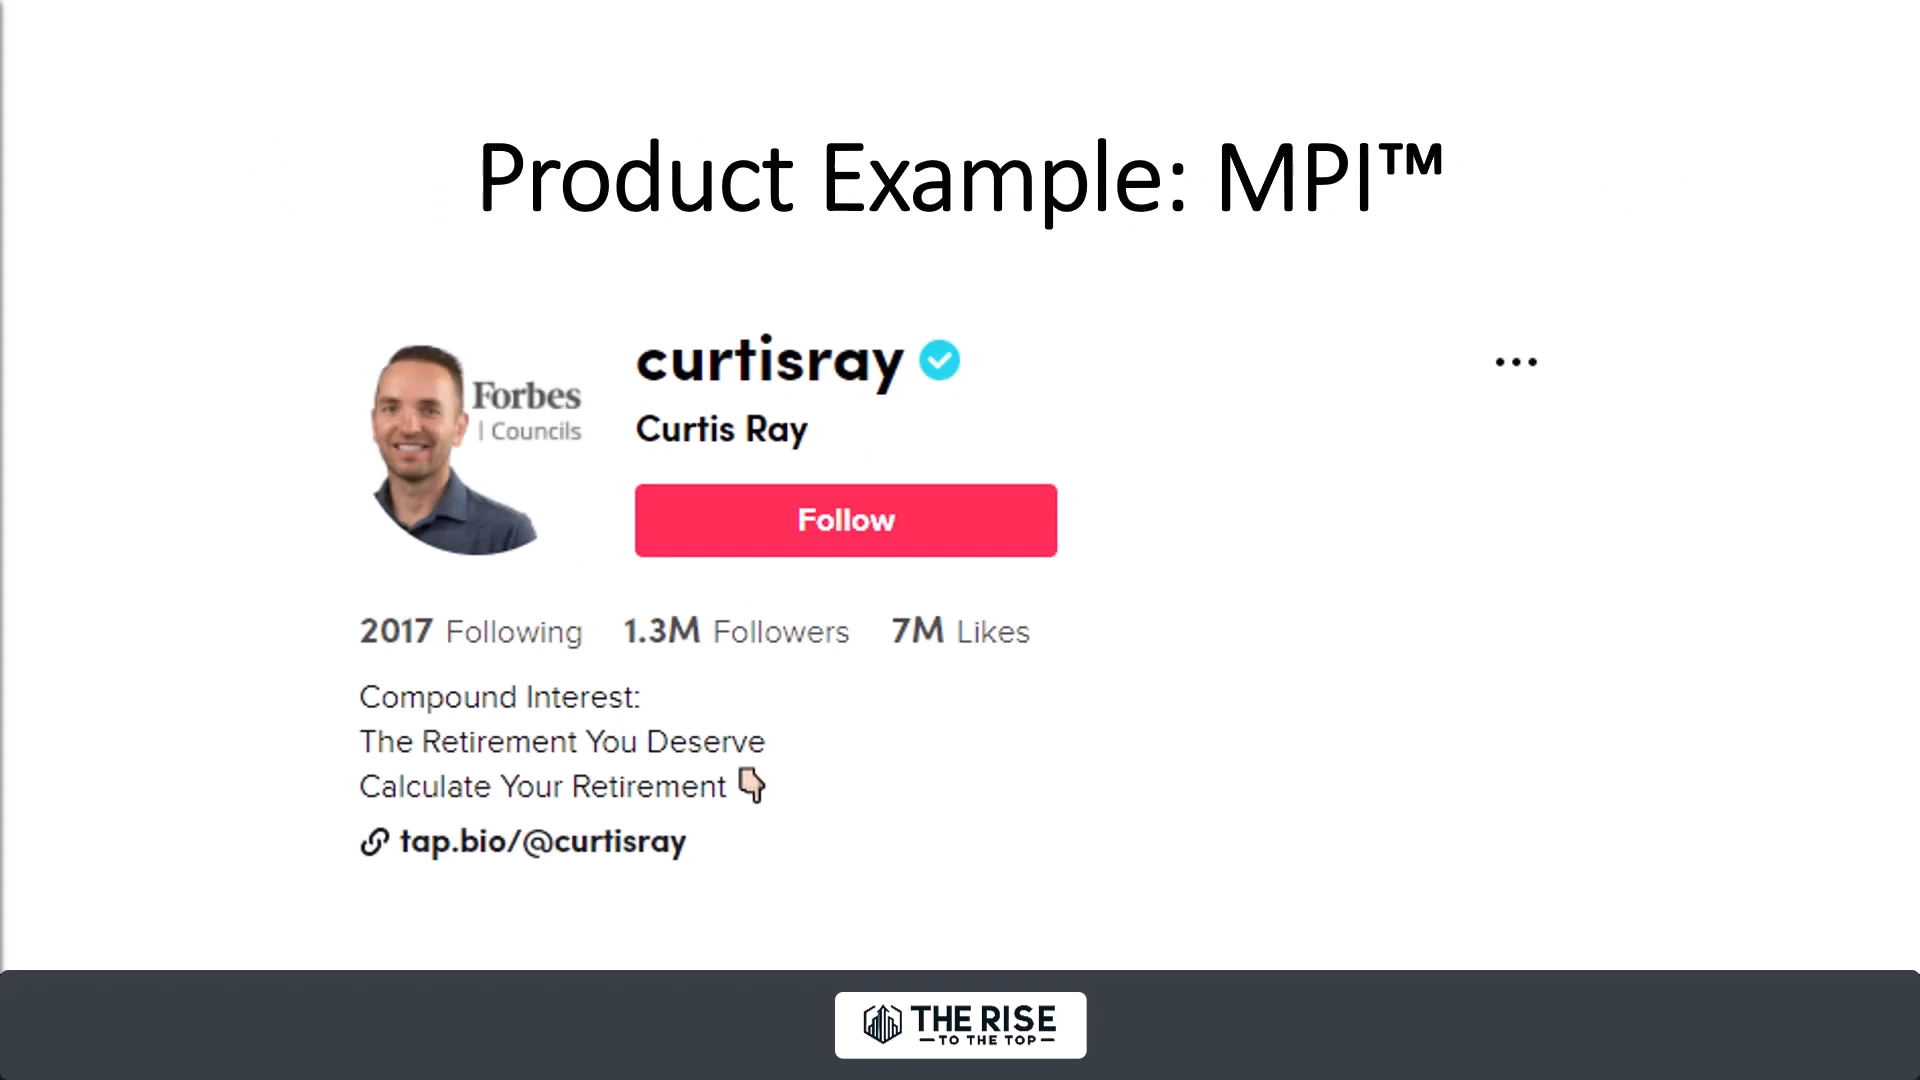 Product Example: MPI™
curtisray
Forbes
| Councils
Curtis Ray
Follow
2017 Following 1.3M Followers 7M Likes
Compound Interest:
The Retirement You Deserve
Calculate Your Retirement 👇
tap.bio/@curtisray
THE RISE
TO THE TOP